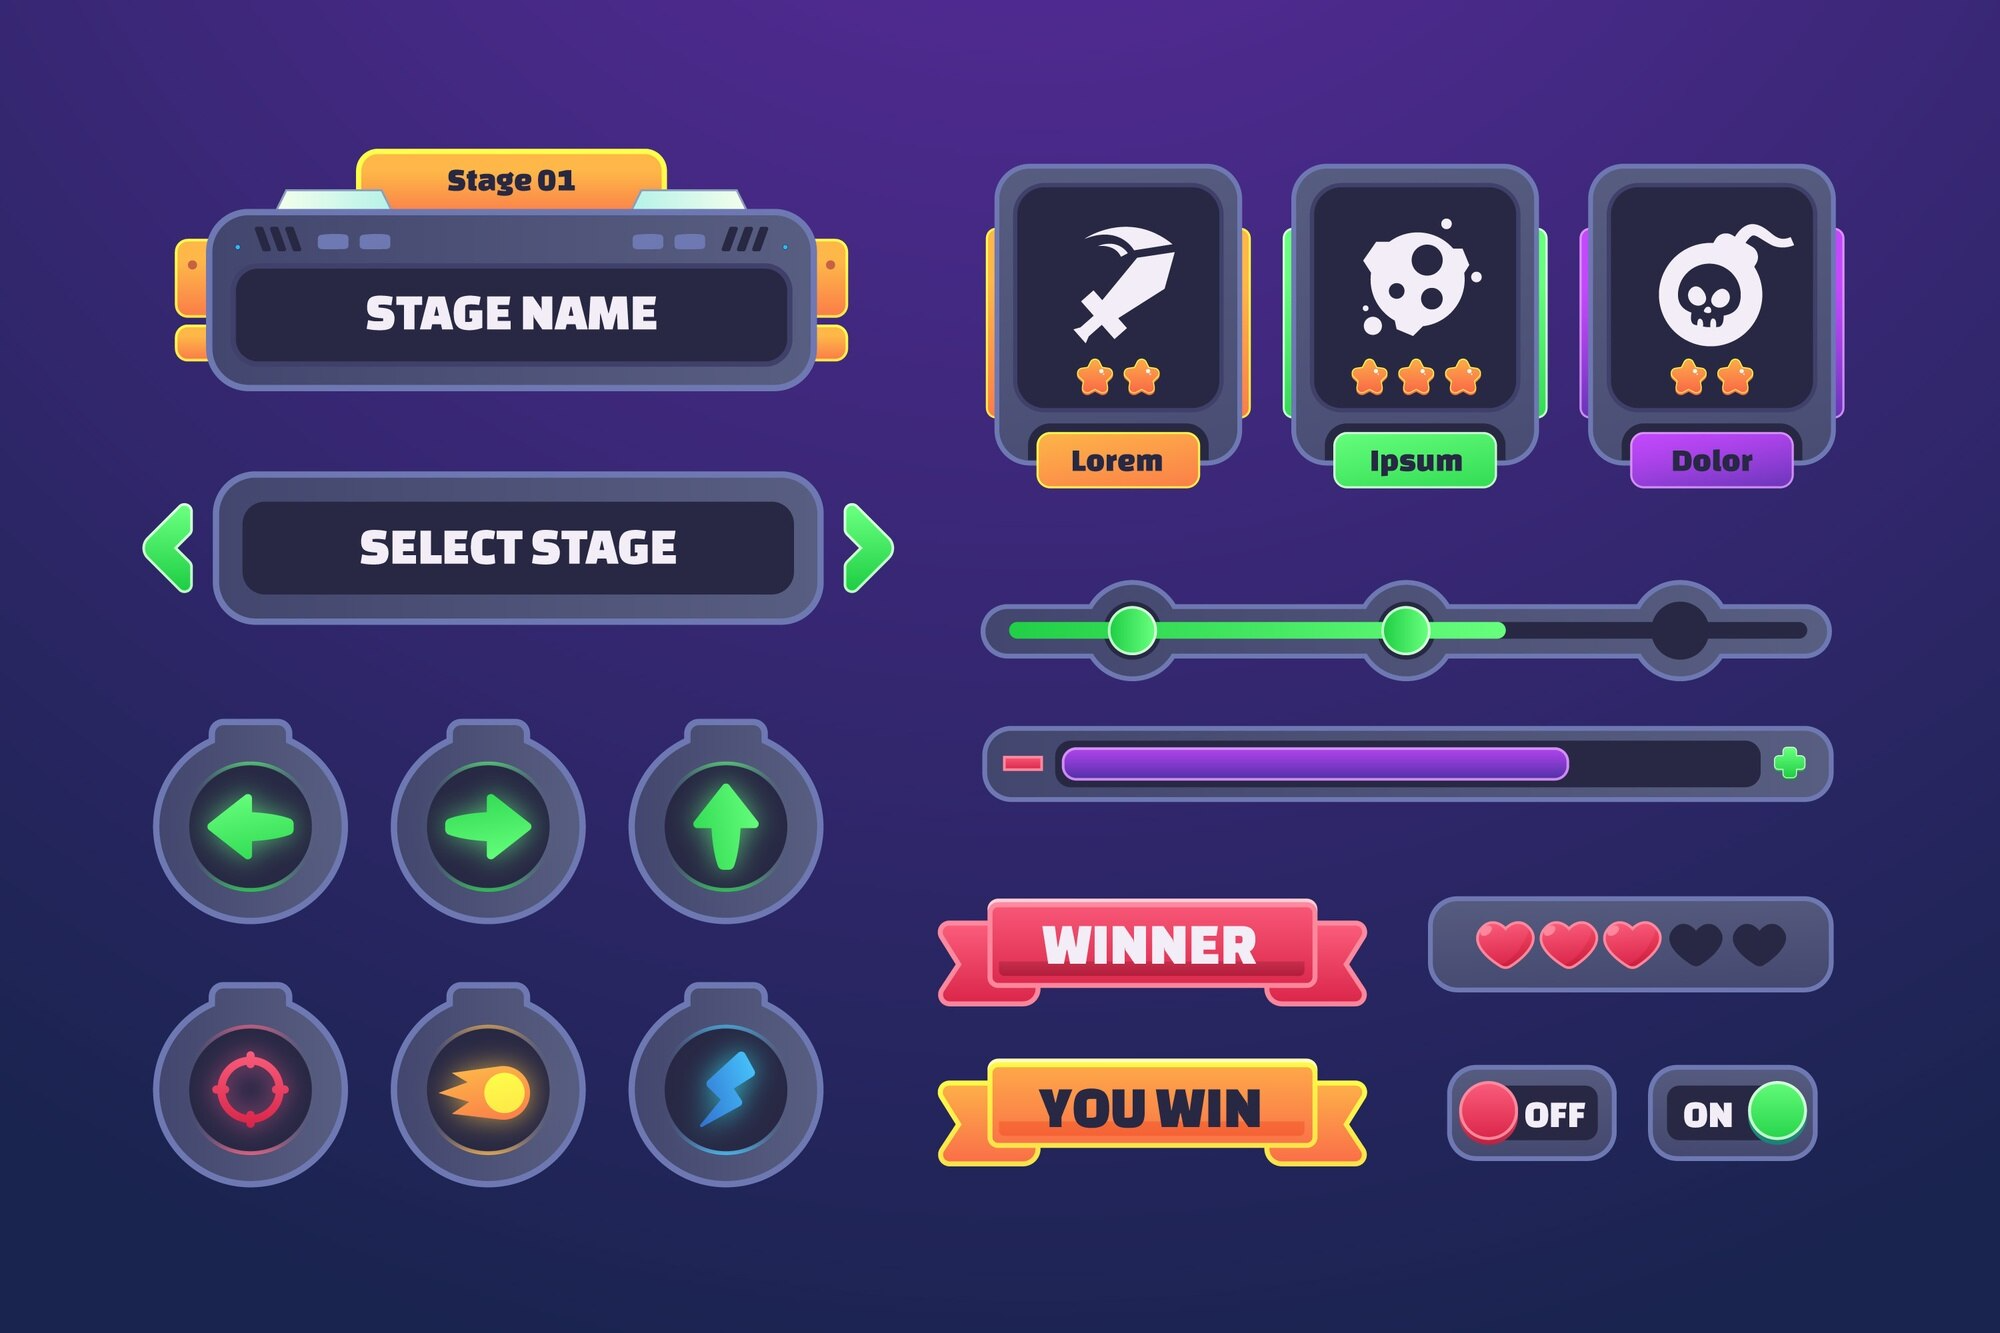 Stage 01
STAGE NAME
SELECT STAGE
Lorem
Ipsum
Dolor
WINNER
YOU WIN
OFF
ON